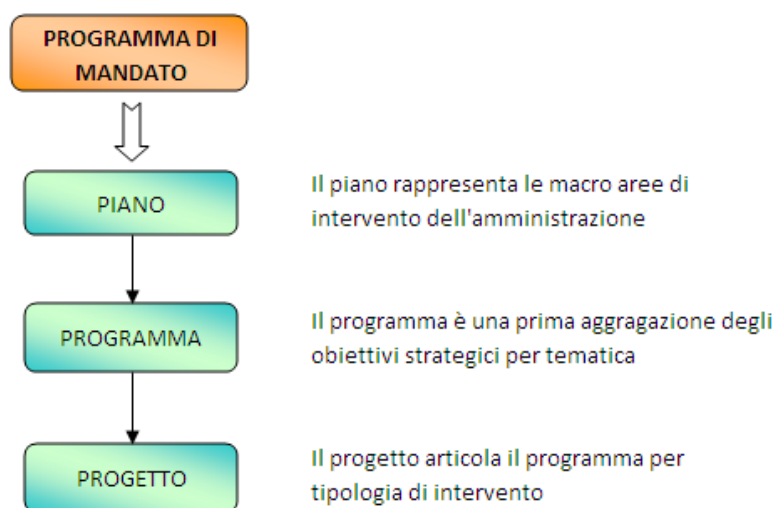 PROGRAMMA DI
MANDATO
PIANO
Il piano rappresenta le macro aree di
intervento dell'amministrazione
PROGRAMMA
Il programma è una prima aggragazione degli
obiettivi strategici per tematica
PROGETTO
Il progetto articola il programma per
tipologia di intervento